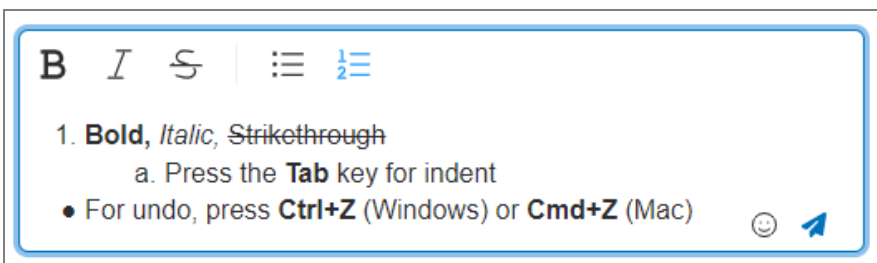 B I S
1. Bold, Italic, Strikethrough
a. Press the Tab key for indent
● For undo, press Ctrl+Z (Windows) or Cmd+Z (Mac)